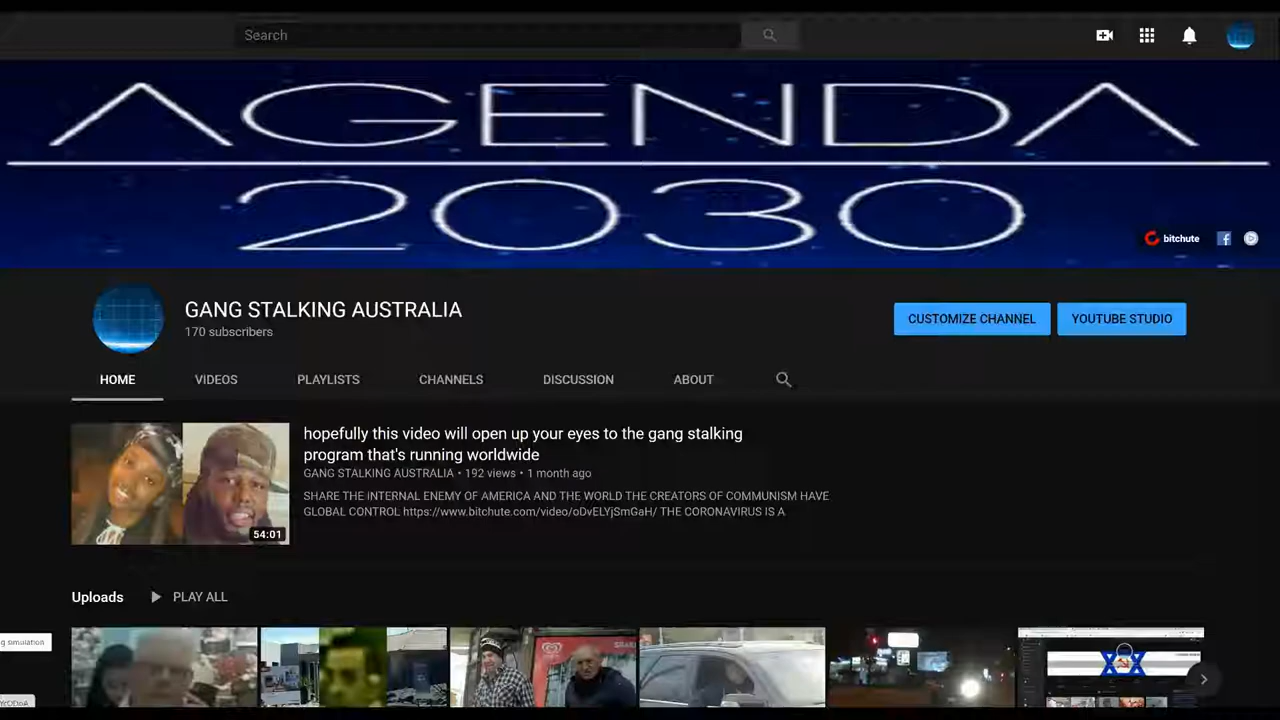 Search
AGENDA
2030
bitchute
GANG STALKING AUSTRALIA
170 subscribers
CUSTOMIZE CHANNEL
YOUTUBE STUDIO
HOME
VIDEOS
PLAYLISTS
CHANNELS
DISCUSSION
ABOUT
hopefully this video will open up your eyes to the gang stalking
program that's running worldwide
GANG STALKING AUSTRALIA • 192 views • 1 month ago
SHARE THE INTERNAL ENEMY OF AMERICA AND THE WORLD THE CREATORS OF COMMUNISM HAVE
GLOBAL CONTROL https://www.bitchute.com/video/oDvELYjSmGaH/ THE CORONAVIRUS IS A
54:01
Uploads
PLAY ALL
g simulation